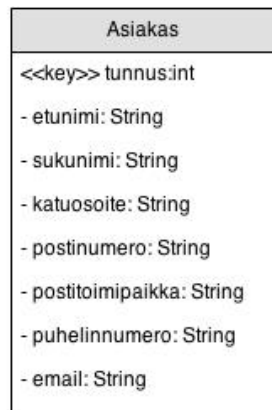 Asiakas
<<key>> tunnus:int
- etunimi: String
- sukunimi: String
- katuosoite: String
- postinumero: String
- postitoimipaikka: String
- puhelinnumero: String
- email: String